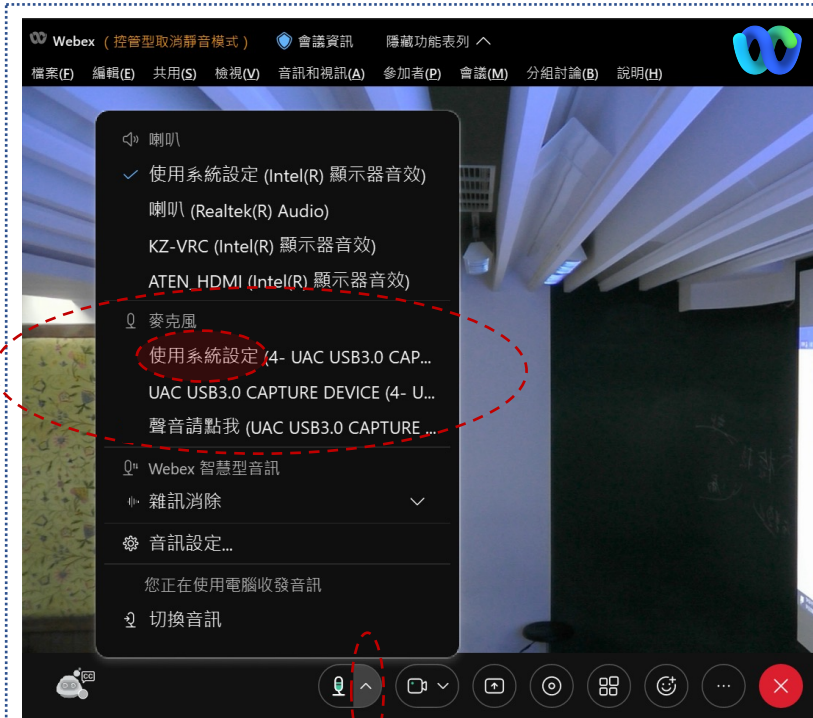 Webex (控管型取消靜音模式) 會議資訊 隱藏功能表列
檔案(F) 編輯(E) 共用(S) 檢視(V) 音訊和視訊(A) 參加者(P) 會議(M) 分組討論(B) 說明(H)
喇叭
使用系統設定 (Intel(R) 顯示器音效)
喇叭 (Realtek(R) Audio)
KZ-VRC (Intel(R) 顯示器音效)
ATEN_HDMI (Intel(R) 顯示器音效)
麥克風
使用系統設定 (4- UAC USB3.0 CAP...
UAC USB3.0 CAPTURE DEVICE (4- U...
聲音請點我 (UAC USB3.0 CAPTURE ...
Webex 智慧型音訊
雜訊消除
音訊設定...
您正在使用電腦收發音訊
切換音訊
CC